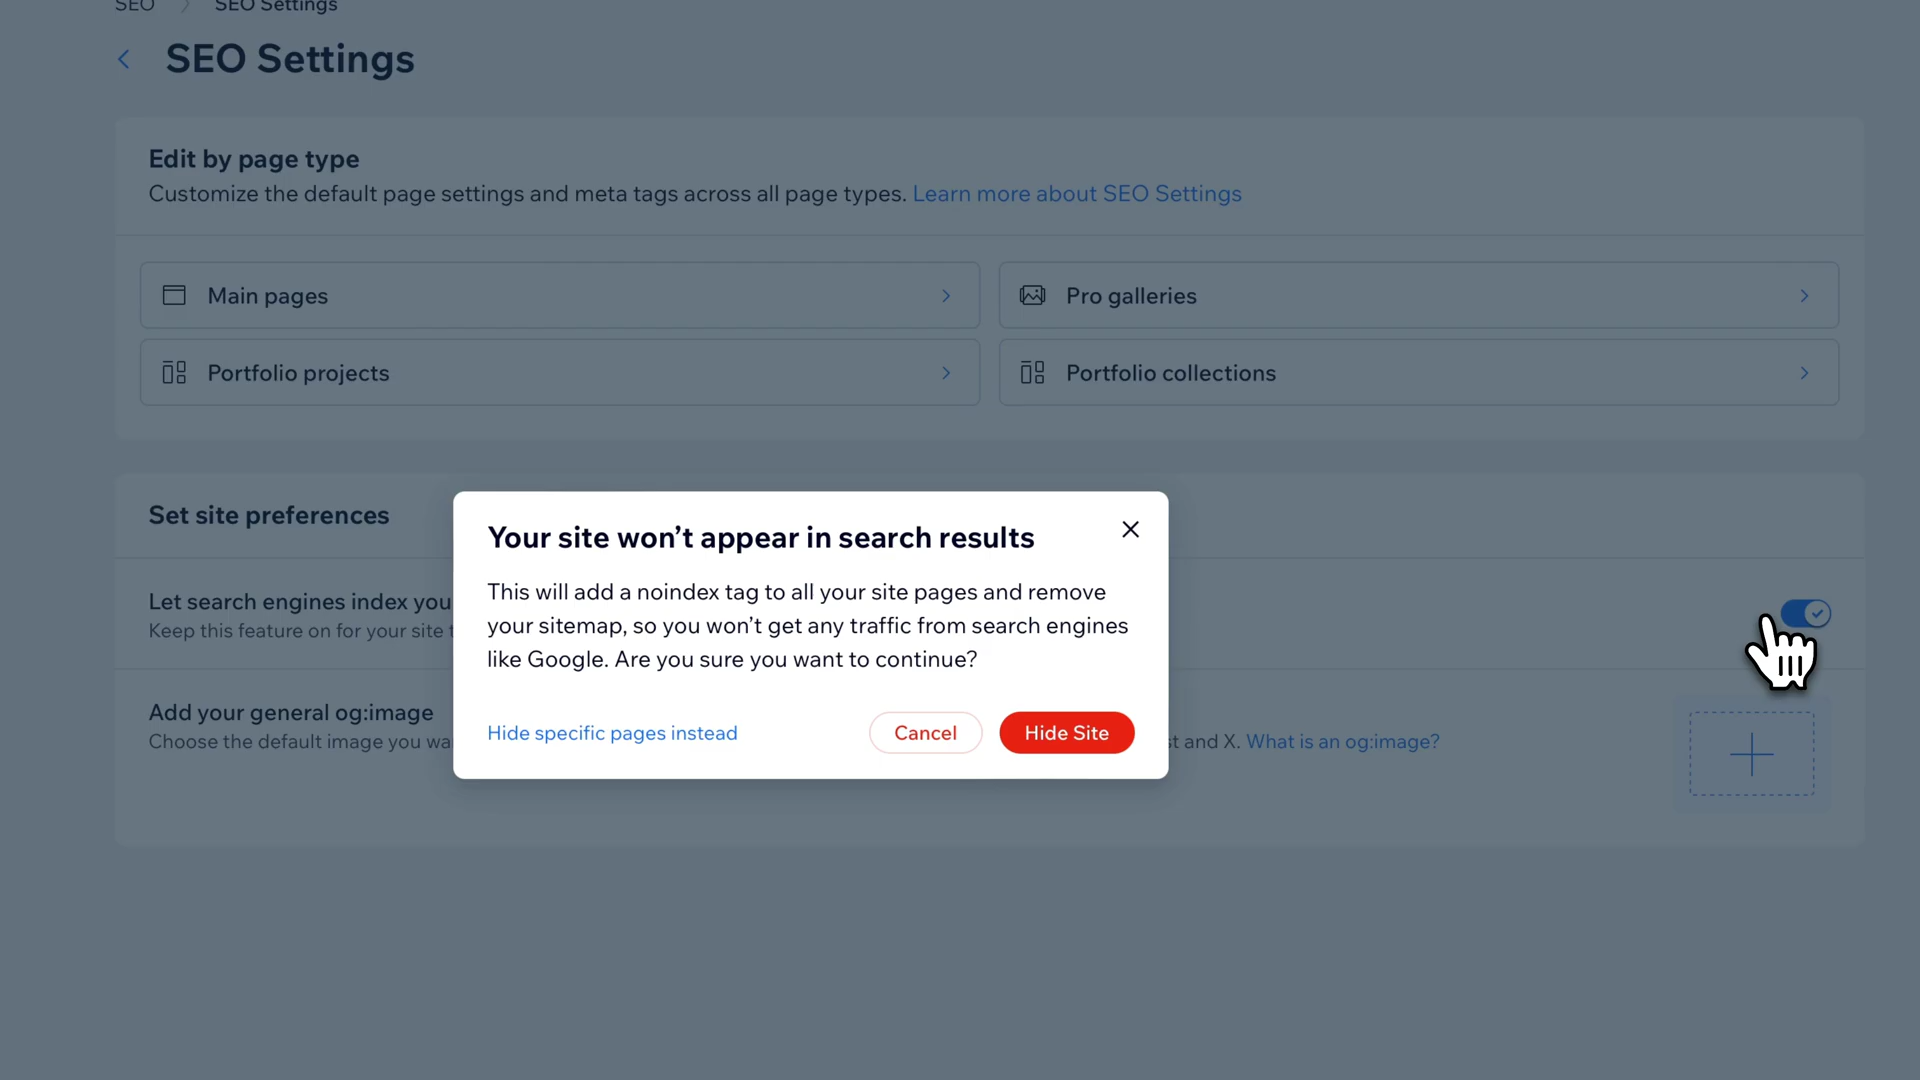 SEO > SEO Settings
SEO Settings
Edit by page type
Customize the default page settings and meta tags across all page types. Learn more about SEO Settings
Main pages
Pro galleries
Portfolio projects
Portfolio collections
Set site preferences
Let search engines index you
Keep this feature on for your site
Your site won’t appear in search results
This will add a noindex tag to all your site pages and remove
your sitemap, so you won’t get any traffic from search engines
like Google. Are you sure you want to continue?
Hide specific pages instead
Cancel
Hide Site
Add your general og:image
Choose the default image you wa
st and X. What is an og:image?